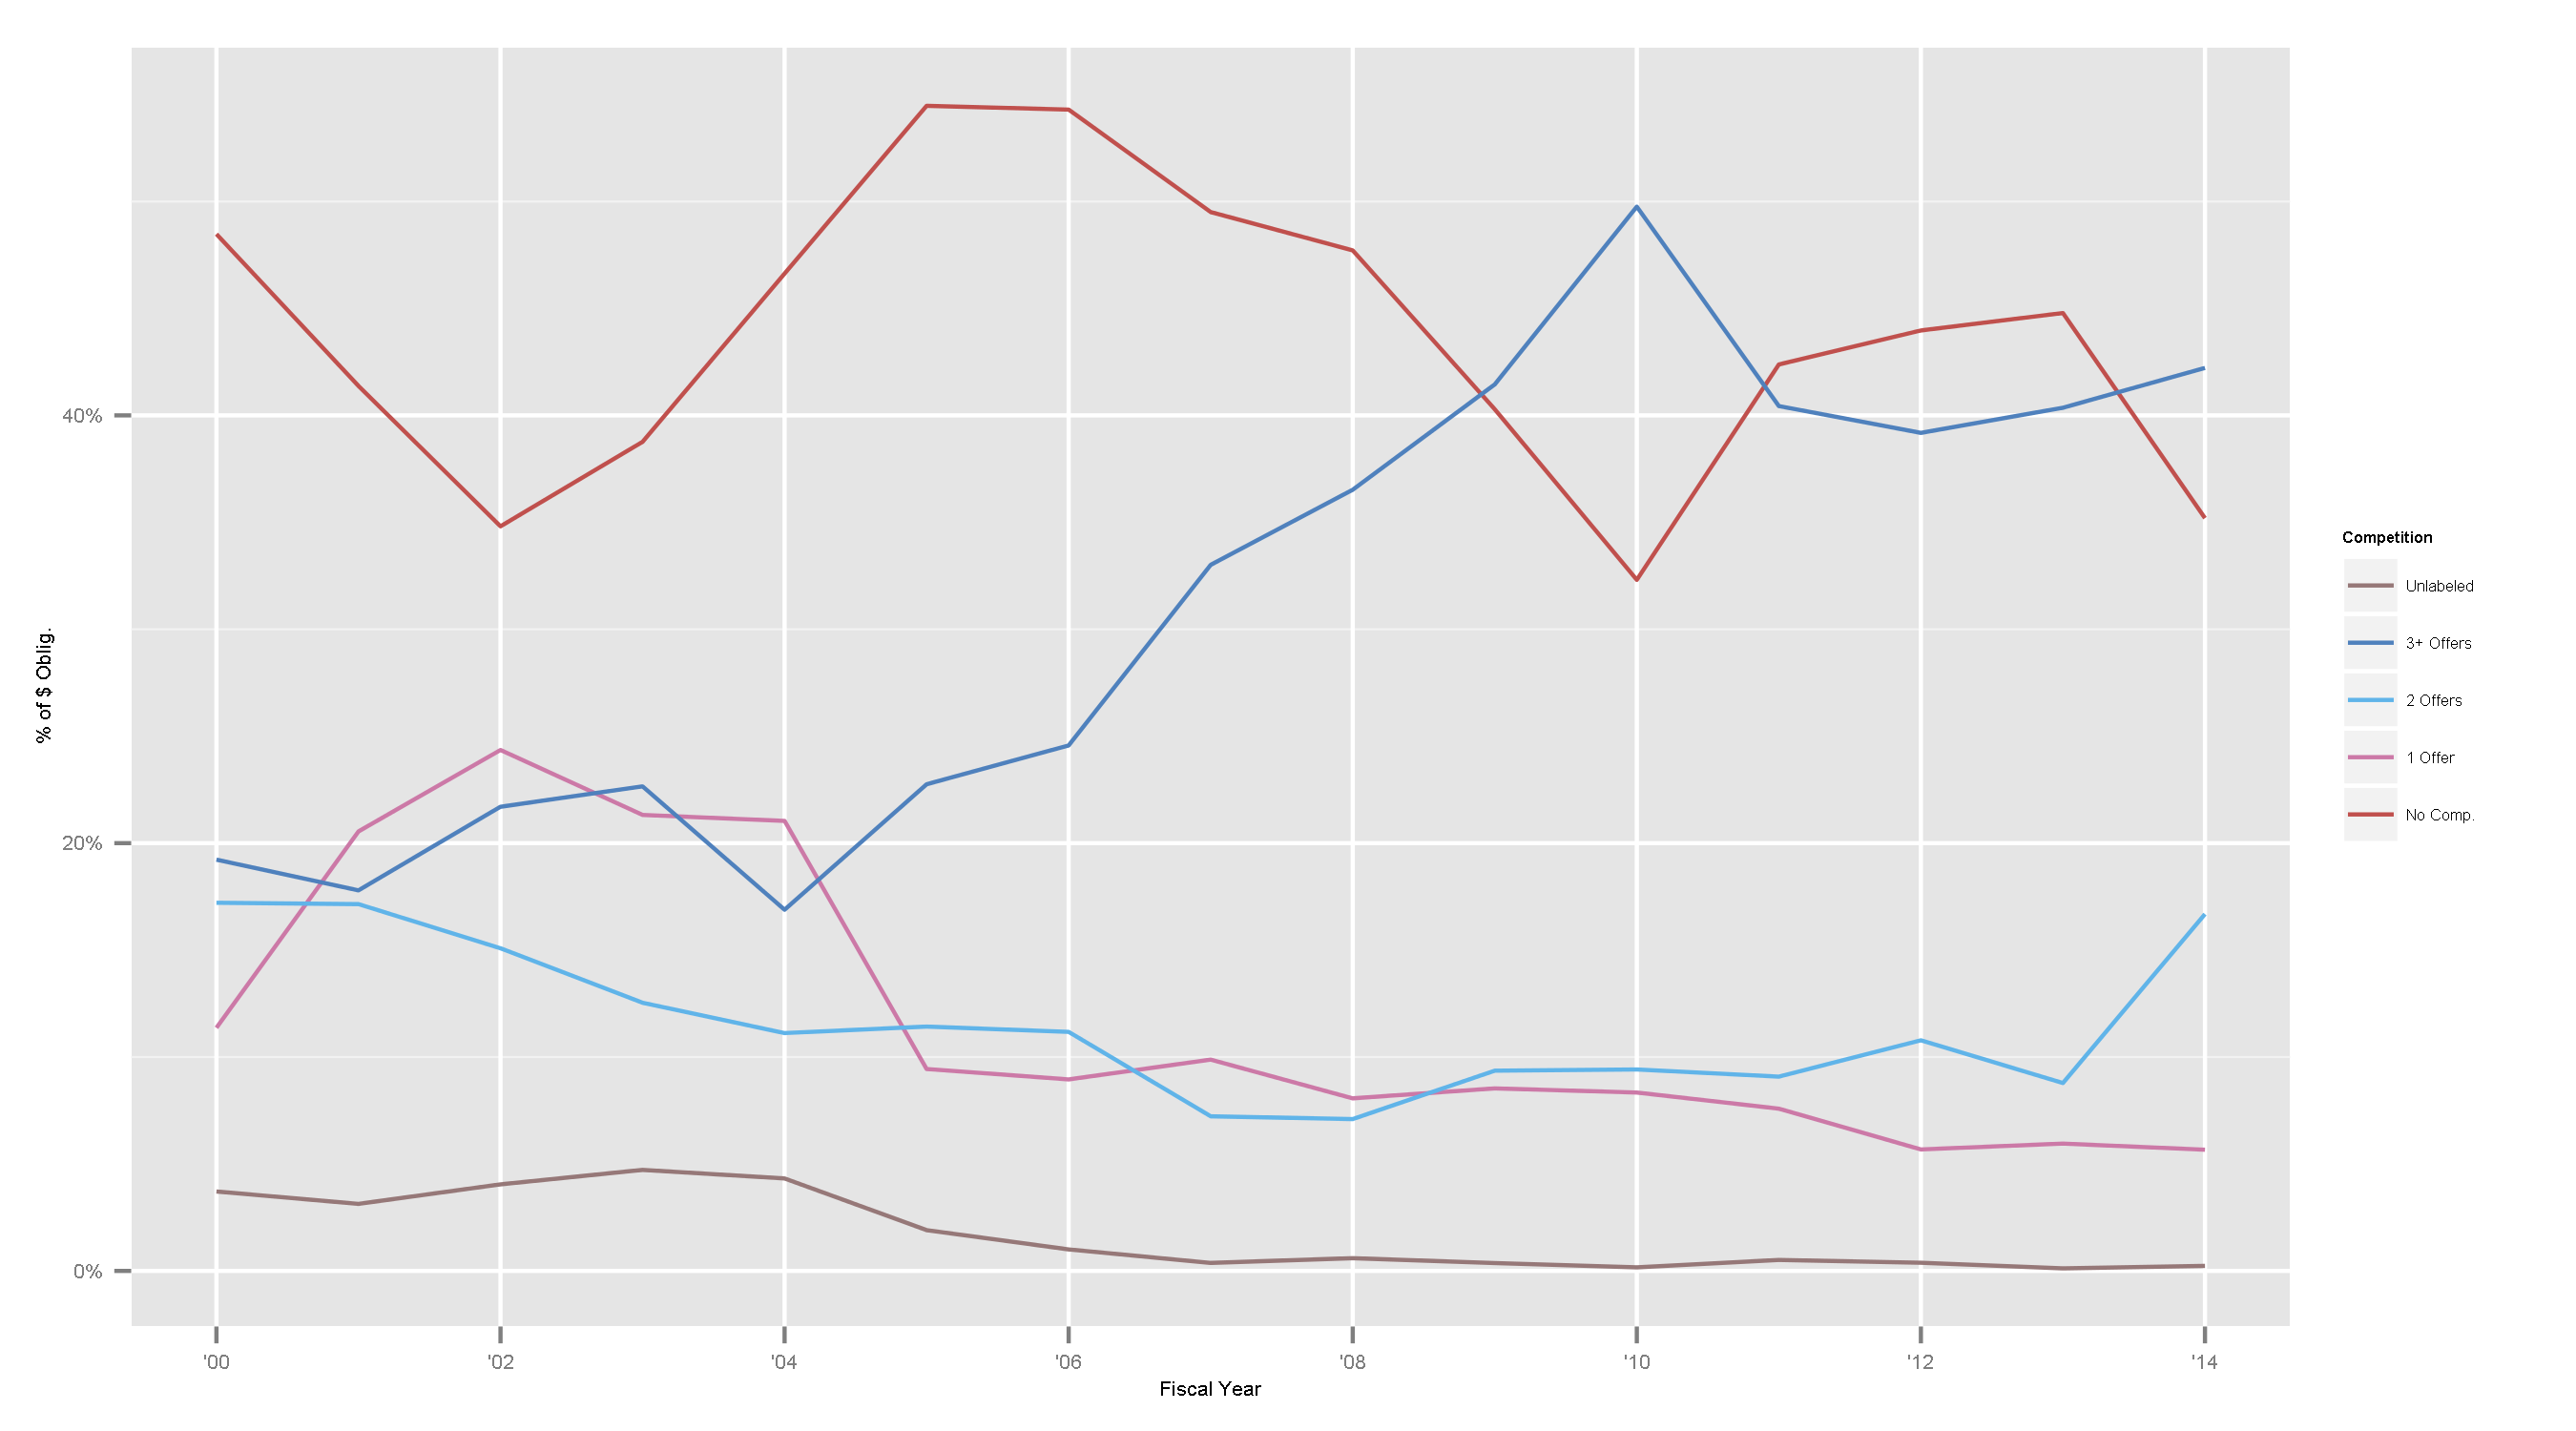 % of $ Oblig.
40%
20%
0%
'00 '02 '04 '06 '08 '10 '12 '14
Fiscal Year
Competition
Unlabeled
3+ Offers
2 Offers
1 Offer
No Comp.